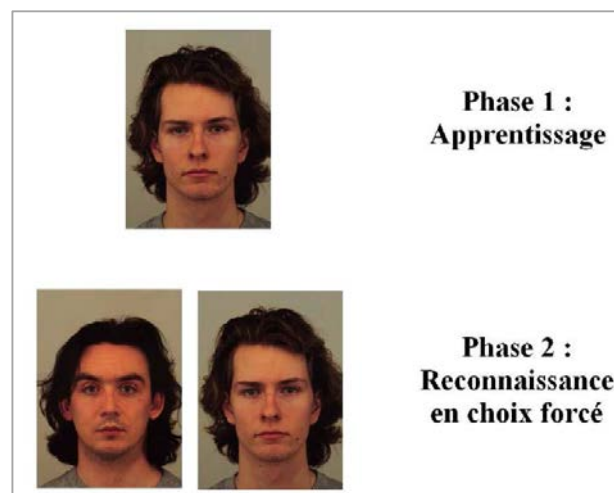 Phase 1 :
Apprentissage
Phase 2 :
Reconnaissance
en choix forcé